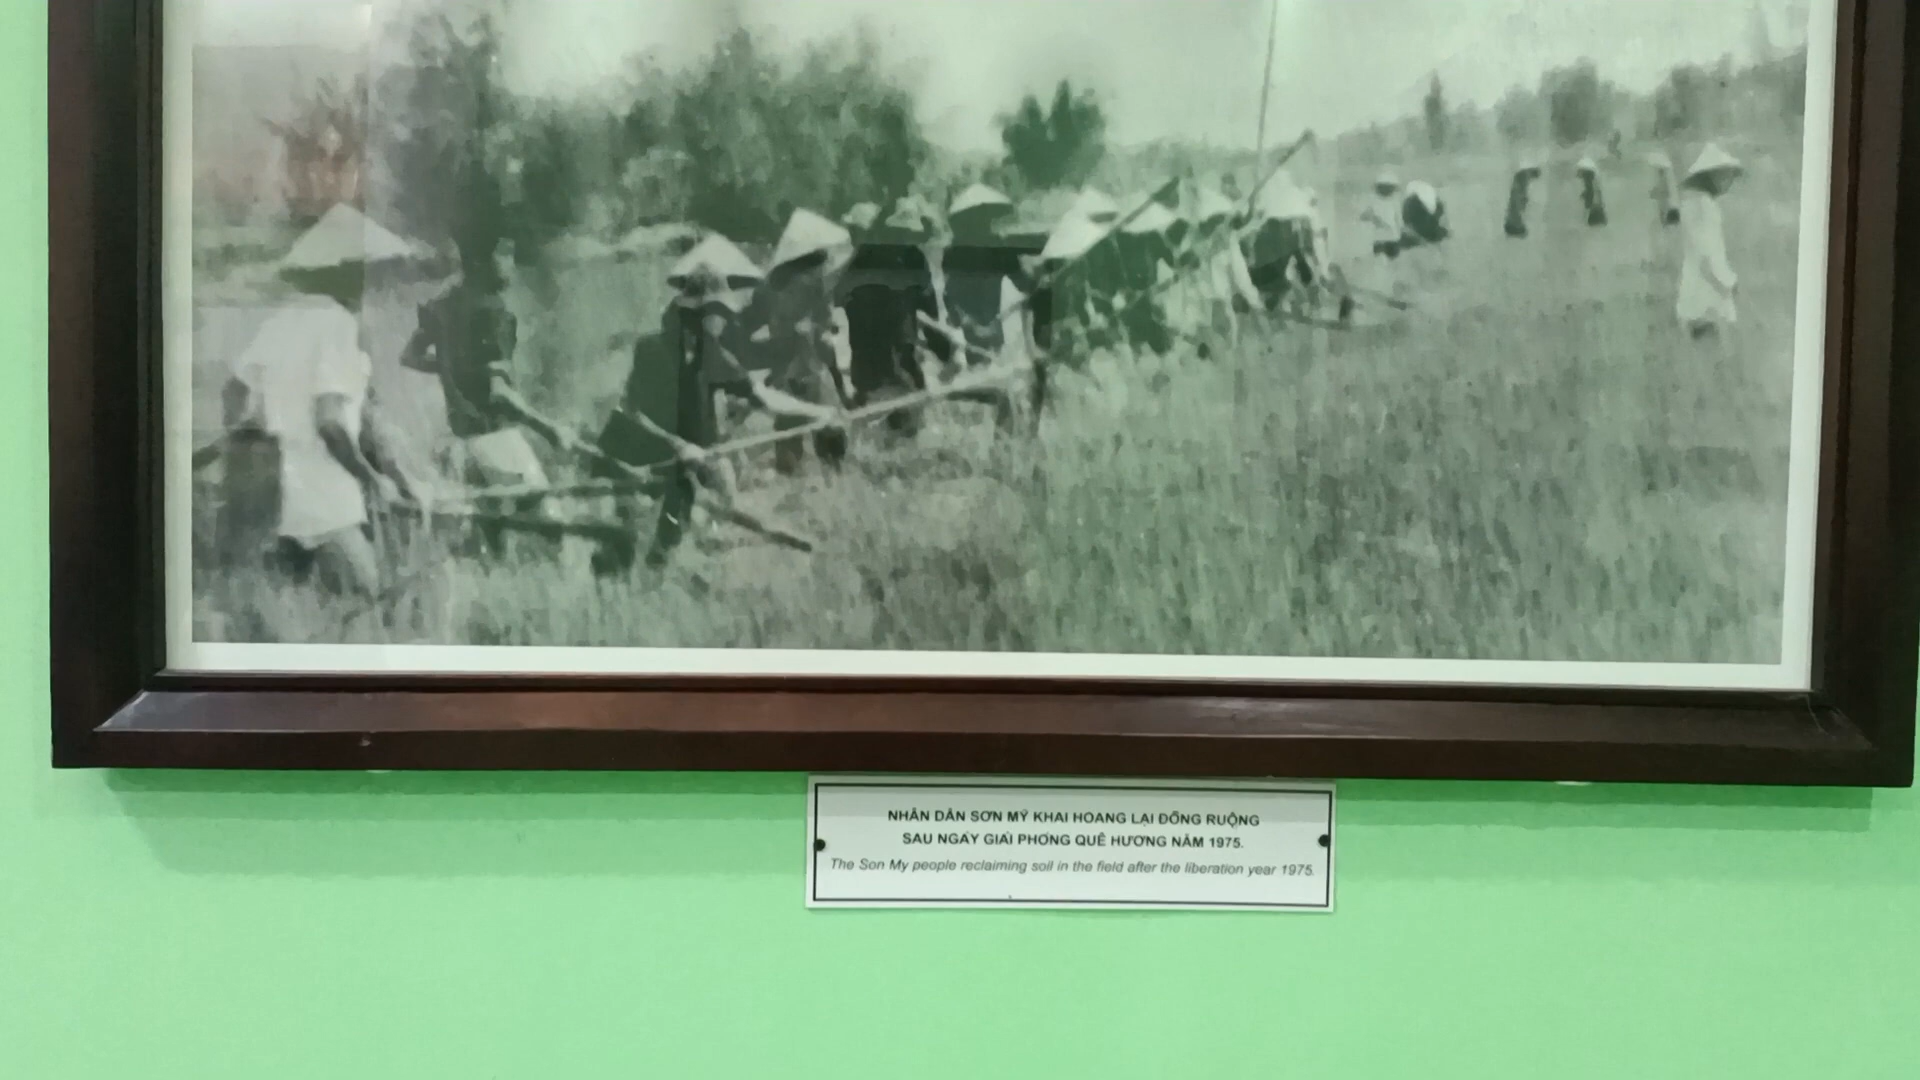 NHÂN DÂN SƠN MỸ KHAI HOANG LẠI ĐỒNG RUỘNG
SAU NGÀY GIẢI PHÓNG QUÊ HƯƠNG NĂM 1975.
The Son My people reclaiming soil in the field after the liberation year 1975.